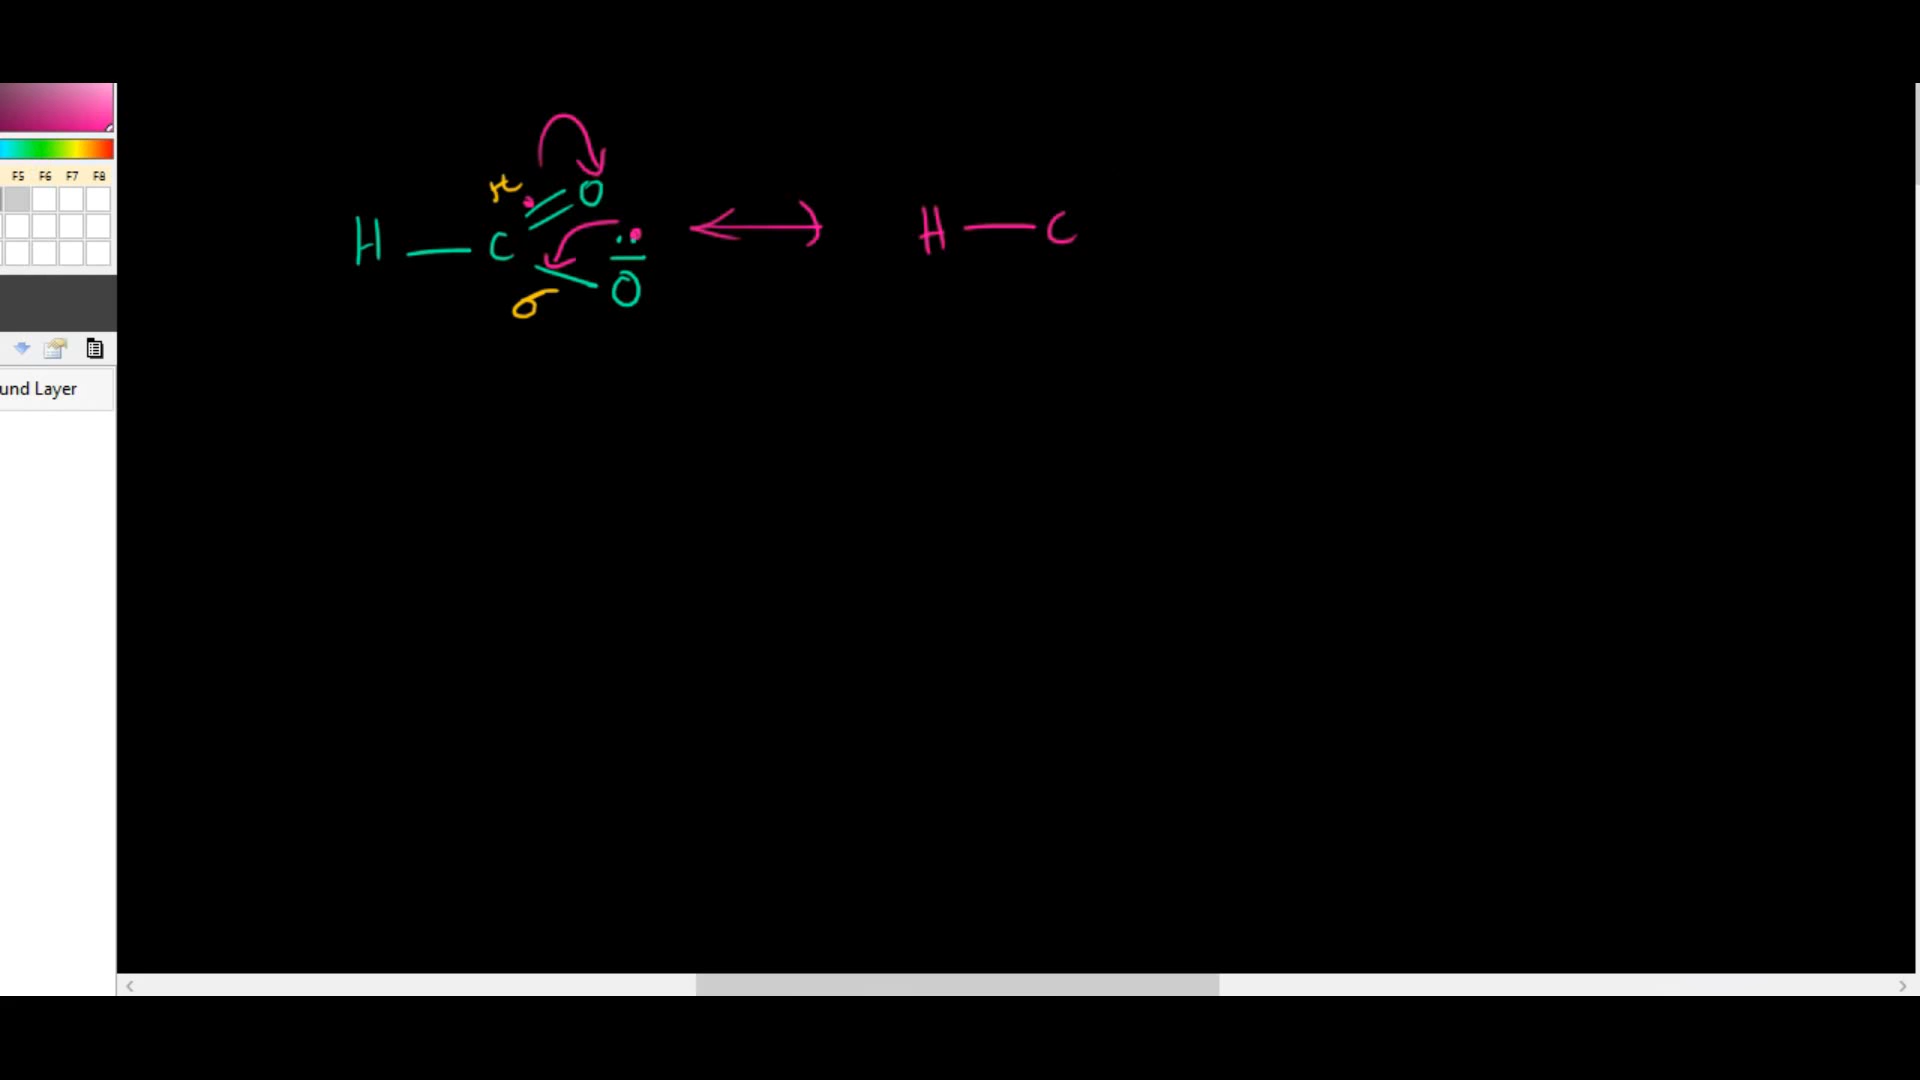 F5 F6 F7 F8
π O
H — C = O ⟷ H — C
σ O
und Layer